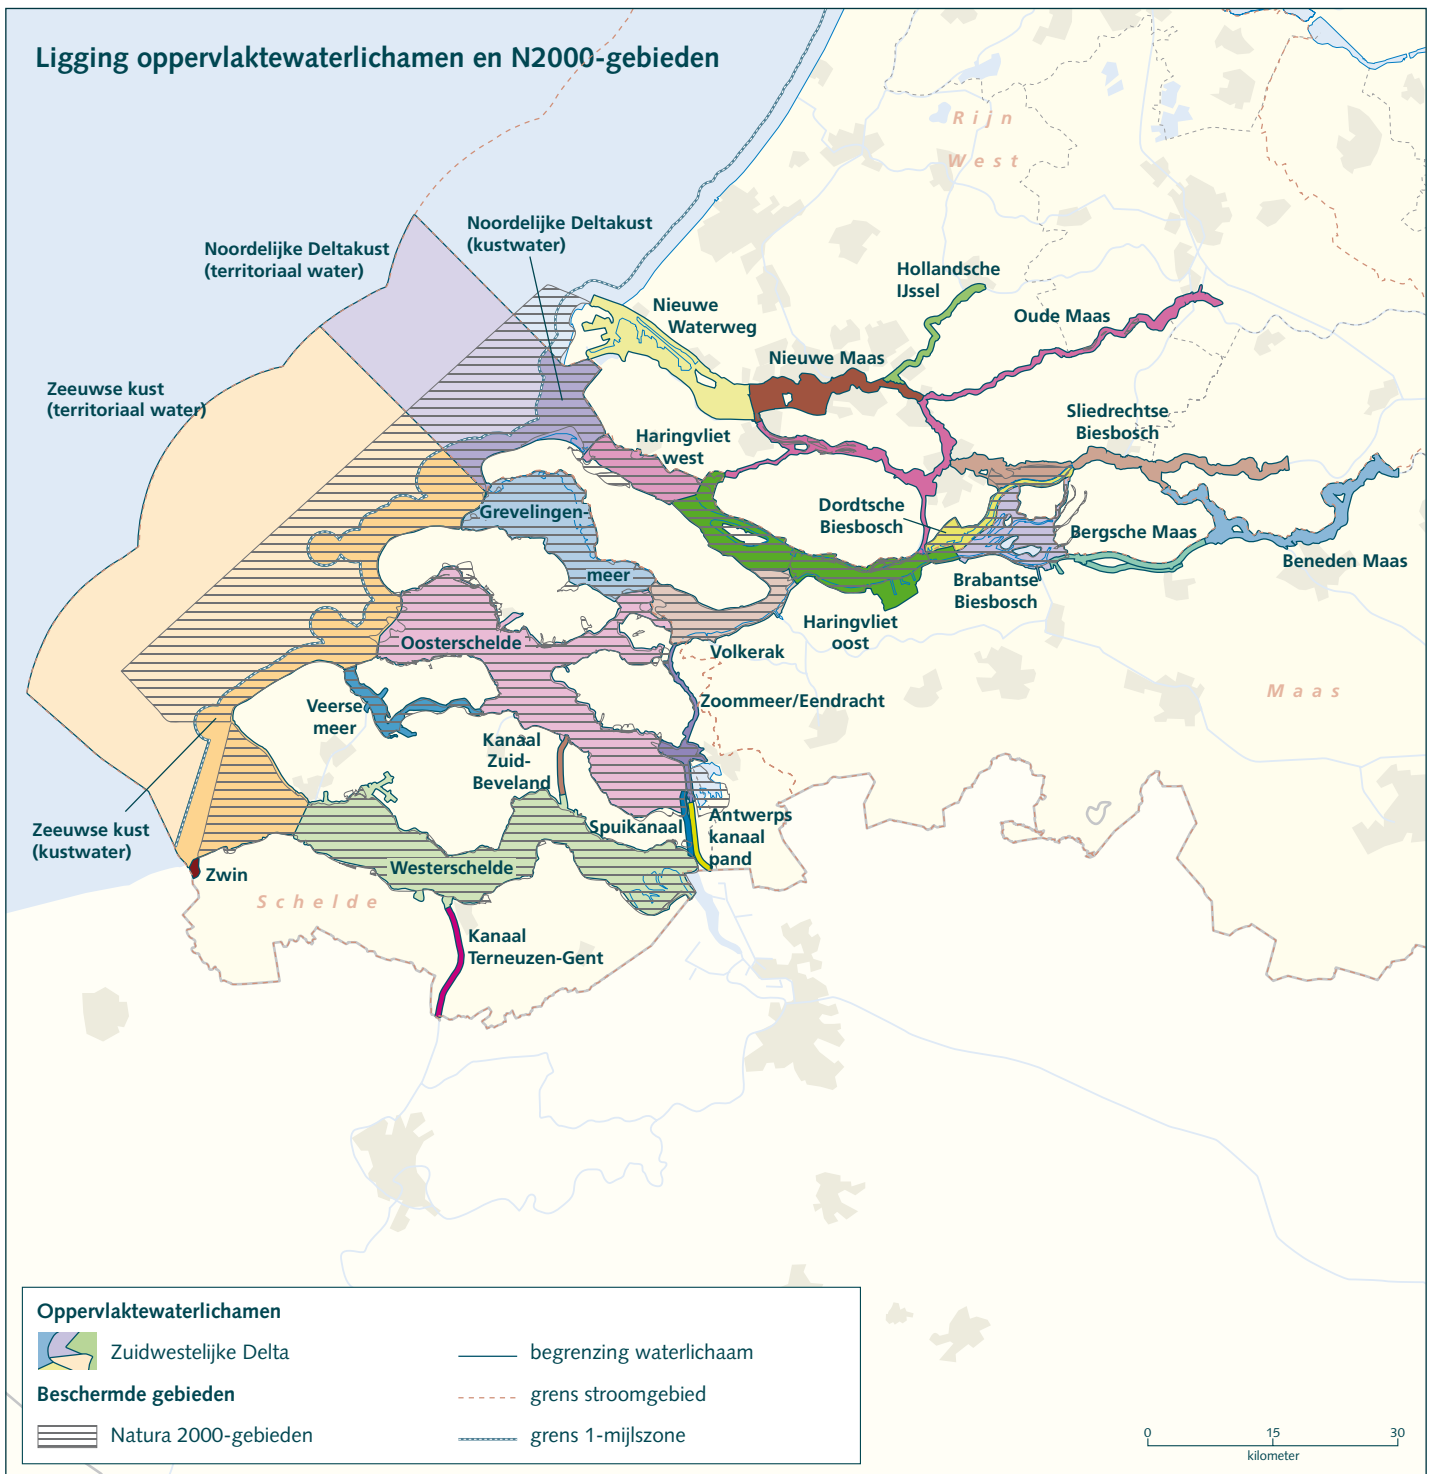 Ligging oppervlaktewaterlichamen en N2000-gebieden
Rijn
West
Noordelijke Deltakust
(kustwater)
Noordelijke Deltakust
(territoriaal water)
Hollandsche
IJssel
Nieuwe
Waterweg
Oude Maas
Nieuwe Maas
Zeeuwse kust
(territoriaal water)
Sliedrechtse
Biesbosch
Haringvliet
west
Grevelingen-
meer
Dordtsche
Biesbosch
Bergsche Maas
Beneden Maas
Brabantse
Biesbosch
Haringvliet
oost
Oosterschelde
Volkerak
Maas
Zoommeer/Eendracht
Veerse
meer
Kanaal
Zuid-
Beveland
Spuikanaal
Antwerps
kanaal
pand
Zeeuwse kust
(kustwater)
Westerschelde
Zwin
Schelde
Kanaal
Terneuzen-Gent
Oppervlaktewaterlichamen
Zuidwestelijke Delta
Beschermde gebieden
Natura 2000-gebieden
begrenzing waterlichaam
grens stroomgebied
grens 1-mijlszone
0 15 30
kilometer